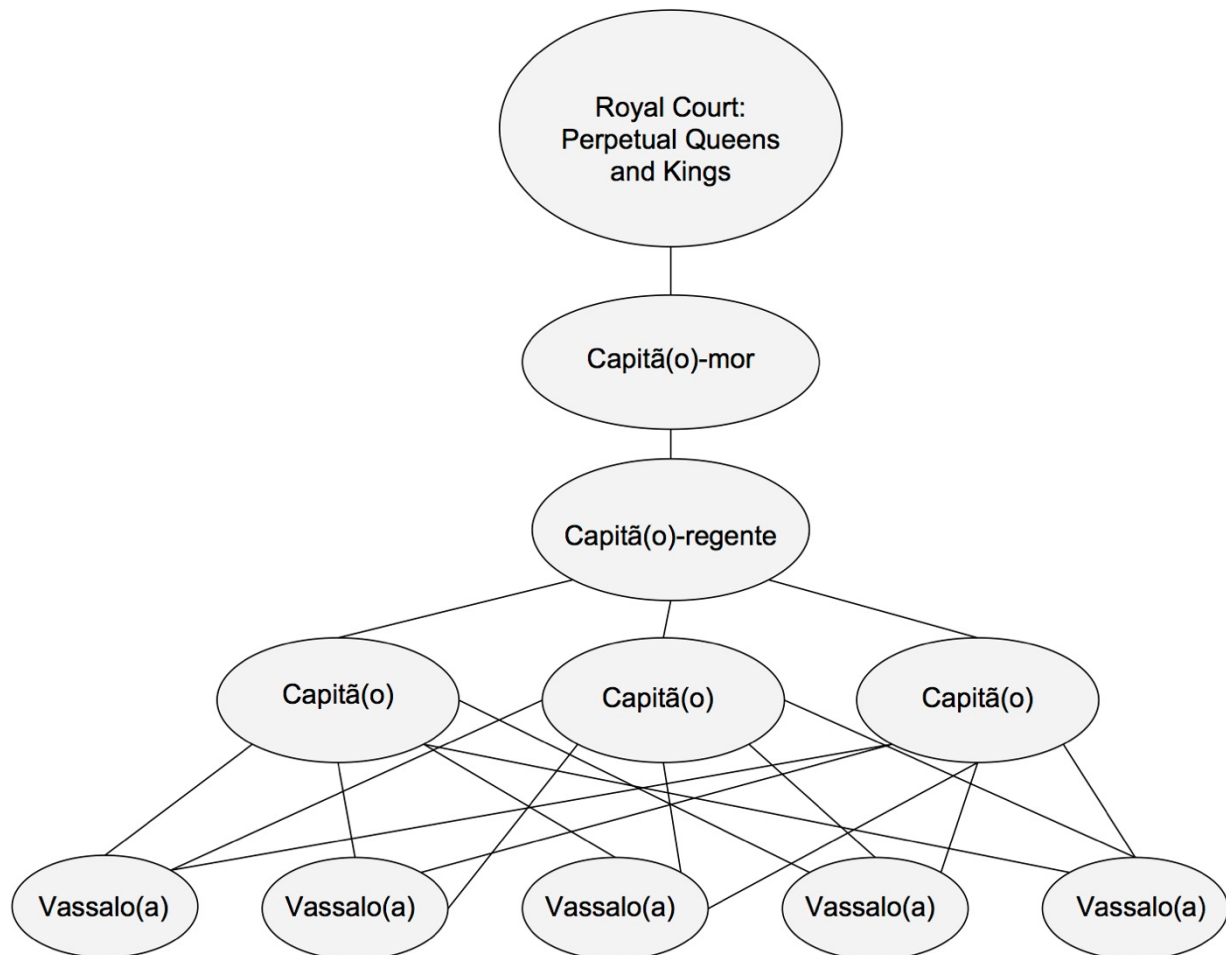 Royal Court:
Perpetual Queens
and Kings
Capitã(o)-mor
Capitã(o)-regente
Capitã(o)
Capitã(o)
Capitã(o)
Vassalo(a)
Vassalo(a)
Vassalo(a)
Vassalo(a)
Vassalo(a)